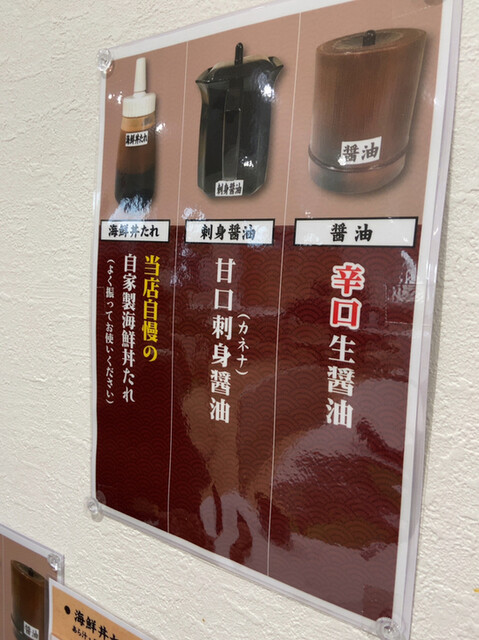 醤油
醤油
辛口生醤油
刺身醤油
刺身醤油
(カネナ)
甘口刺身醤油
海鮮丼たれ
海鮮丼たれ
当店自慢の
自家製海鮮丼たれ
(よく振ってお使いください)
醤油
●海鮮丼